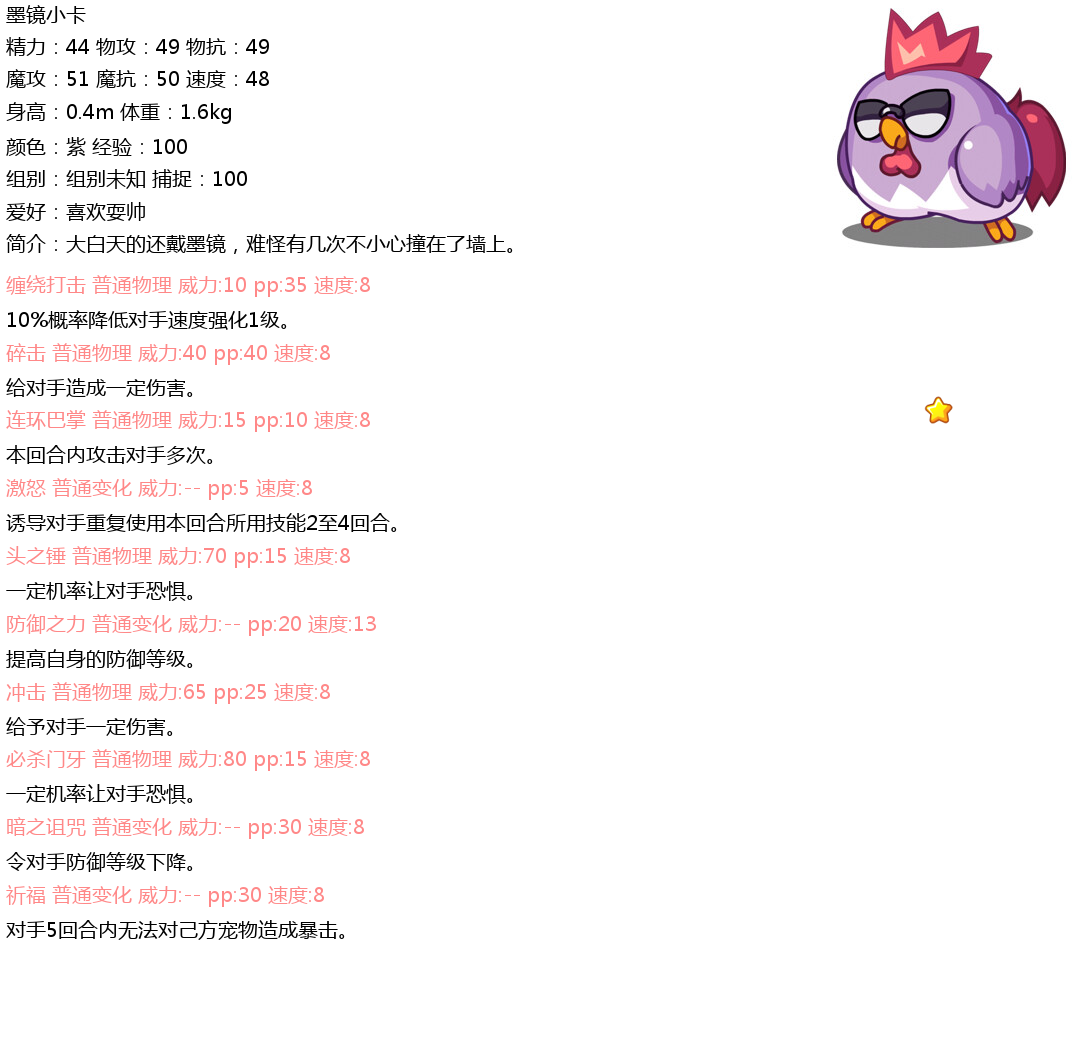 墨镜小卡
精力：44 物攻：49 物抗：49
魔攻：51 魔抗：50 速度：48
身高：0.4m 体重：1.6kg
颜色：紫 经验：100
组别：组别未知 捕捉：100
爱好：喜欢耍帅
简介：大白天的还戴墨镜，难怪有几次不小心撞在了墙上。
缠绕打击 普通物理 威力:10 pp:35 速度:8
10%概率降低对手速度强化1级。
碎击 普通物理 威力:40 pp:40 速度:8
给对手造成一定伤害。
连环巴掌 普通物理 威力:15 pp:10 速度:8
本回合内攻击对手多次。
激怒 普通变化 威力:-- pp:5 速度:8
诱导对手重复使用本回合所用技能2至4回合。
头之锤 普通物理 威力:70 pp:15 速度:8
一定机率让对手恐惧。
防御之力 普通变化 威力:-- pp:20 速度:13
提高自身的防御等级。
冲击 普通物理 威力:65 pp:25 速度:8
给予对手一定伤害。
必杀门牙 普通物理 威力:80 pp:15 速度:8
一定机率让对手恐惧。
暗之诅咒 普通变化 威力:-- pp:30 速度:8
令对手防御等级下降。
祈福 普通变化 威力:-- pp:30 速度:8
对手5回合内无法对己方宠物造成暴击。